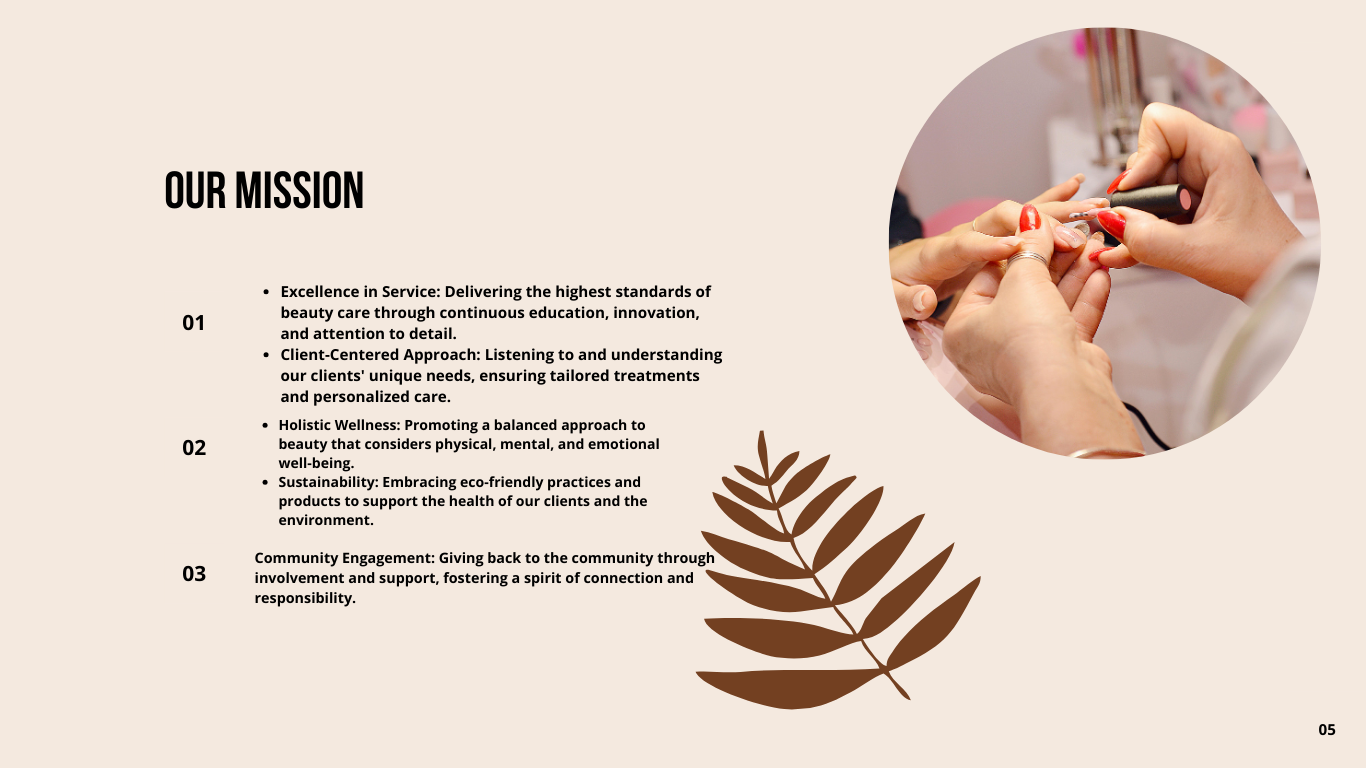 OUR MISSION
01
• Excellence in Service: Delivering the highest standards of
beauty care through continuous education, innovation,
and attention to detail.
• Client-Centered Approach: Listening to and understanding
our clients' unique needs, ensuring tailored treatments
and personalized care.
02
• Holistic Wellness: Promoting a balanced approach to
beauty that considers physical, mental, and emotional
well-being.
• Sustainability: Embracing eco-friendly practices and
products to support the health of our clients and the
environment.
03
Community Engagement: Giving back to the community through
involvement and support, fostering a spirit of connection and
responsibility.
05